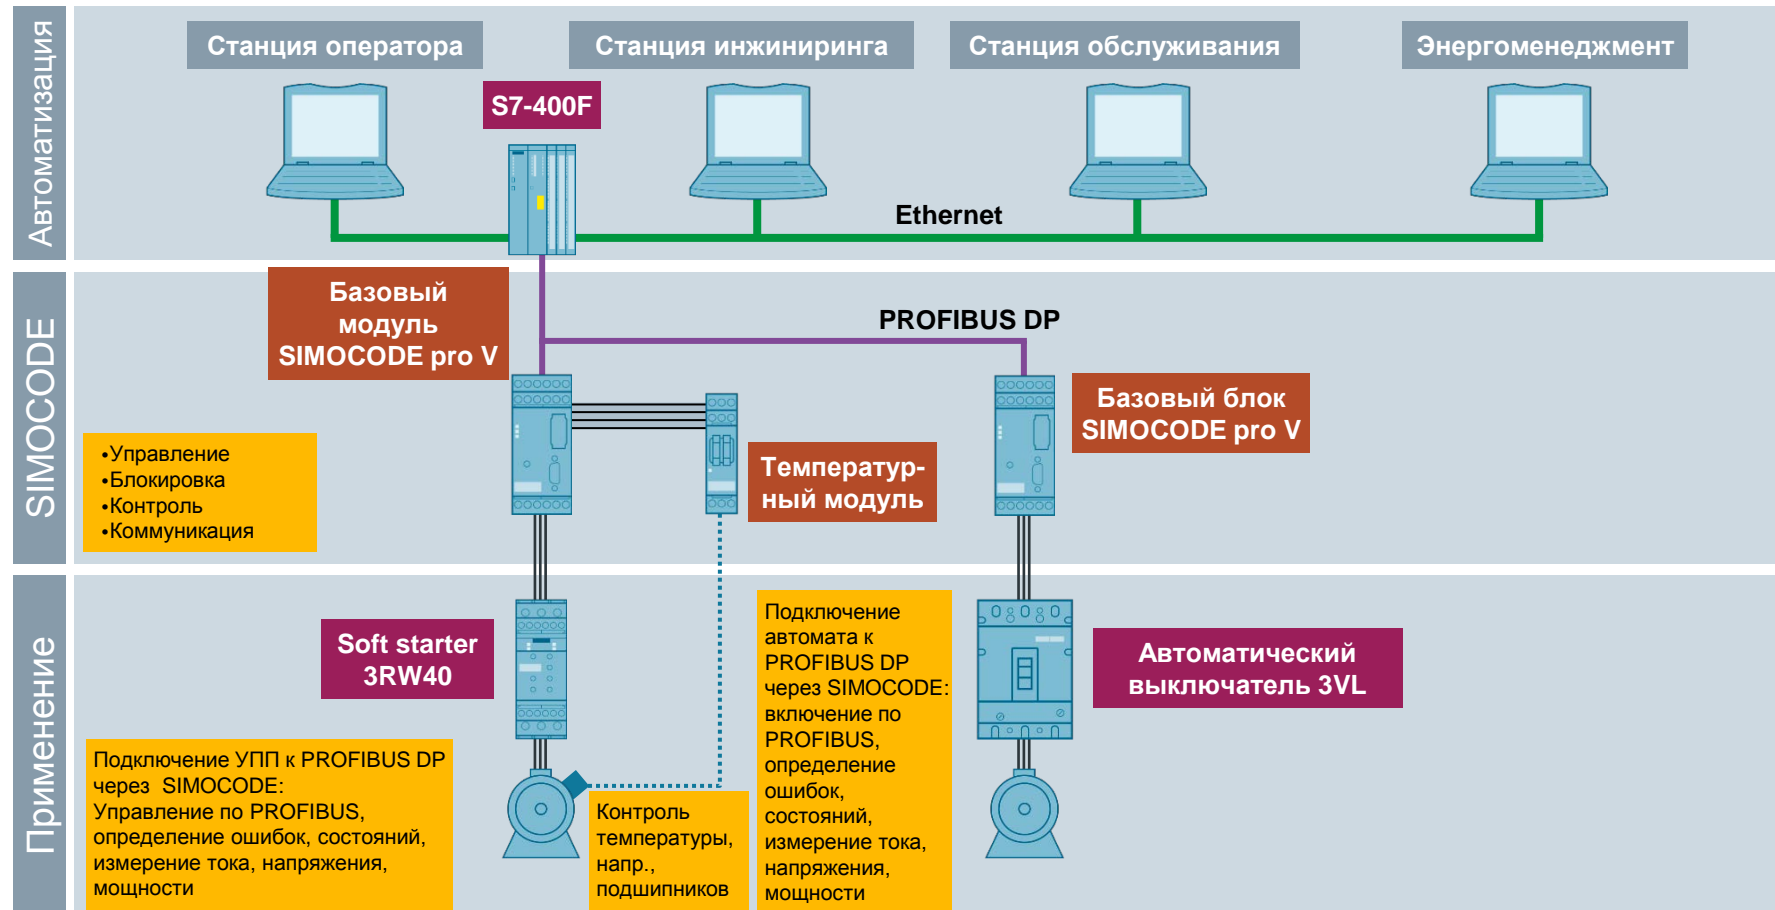 Автоматизация
Станция оператора
Станция инжиниринга
Станция обслуживания
Энергоменеджмент
S7-400F
Ethernet
SIMOCODE
Базовый
модуль
SIMOCODE pro V
PROFIBUS DP
Базовый блок
SIMOCODE pro V
•Управление
•Блокировка
•Контроль
•Коммуникация
Температур-
ный модуль
Применение
Soft starter
3RW40
Подключение УПП к PROFIBUS DP
через SIMOCODE:
Управление по PROFIBUS,
определение ошибок, состояний,
измерение тока, напряжения,
мощности
Контроль
температуры,
напр.,
подшипников
Подключение
автомата к
PROFIBUS DP
через SIMOCODE:
включение по
PROFIBUS,
определение
ошибок,
состояний,
измерение тока,
напряжения,
мощности
Автоматический
выключатель 3VL